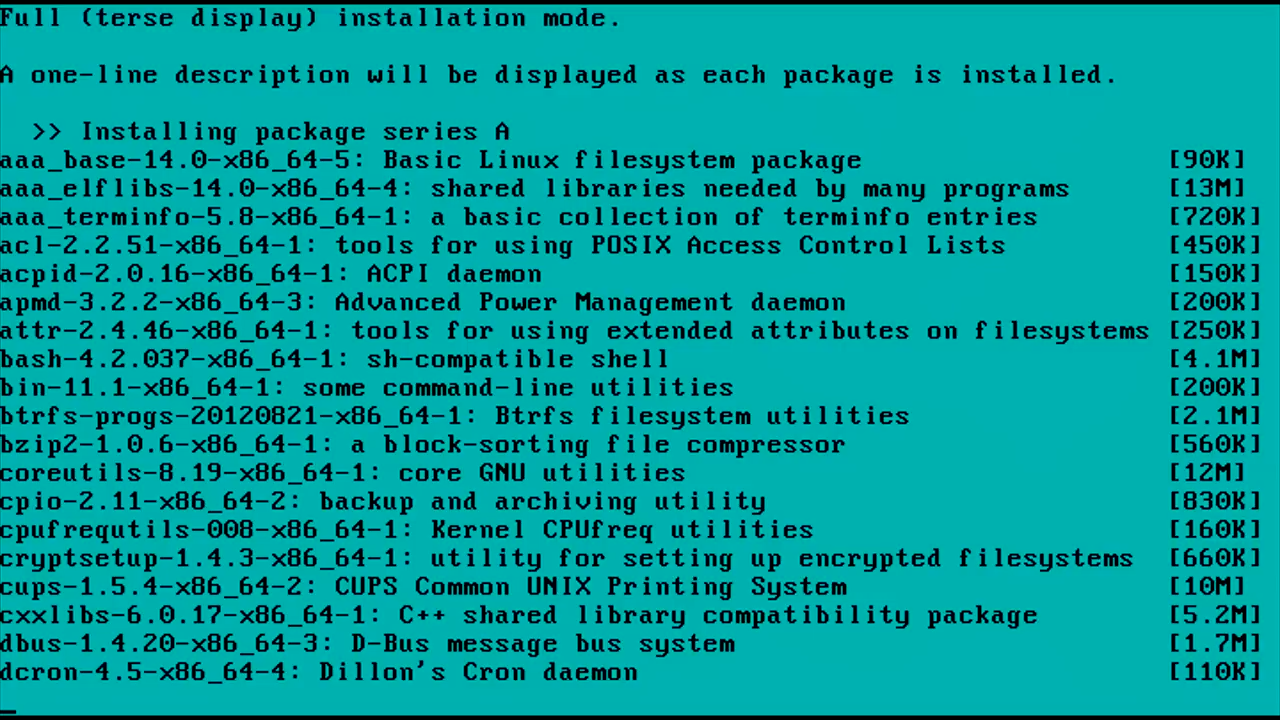 Full (terse display) installation mode.
A one-line description will be displayed as each package is installed.
>> Installing package series A
aaa_base-14.0-x86_64-5: Basic Linux filesystem package [90K]
aaa_elflibs-14.0-x86_64-4: shared libraries needed by many programs [13M]
aaa_terminfo-5.8-x86_64-1: a basic collection of terminfo entries [720K]
acl-2.2.51-x86_64-1: tools for using POSIX Access Control Lists [450K]
acpid-2.0.16-x86_64-1: ACPI daemon [150K]
apmd-3.2.2-x86_64-3: Advanced Power Management daemon [200K]
attr-2.4.46-x86_64-1: tools for using extended attributes on filesystems [250K]
bash-4.2.037-x86_64-1: sh-compatible shell [4.1M]
bin-11.1-x86_64-1: some command-line utilities [200K]
btrfs-progs-20120821-x86_64-1: Btrfs filesystem utilities [2.1M]
bzip2-1.0.6-x86_64-1: a block-sorting file compressor [560K]
coreutils-8.19-x86_64-1: core GNU utilities [12M]
cpio-2.11-x86_64-2: backup and archiving utility [830K]
cpufrequtils-008-x86_64-1: Kernel CPUfreq utilities [160K]
cryptsetup-1.4.3-x86_64-1: utility for setting up encrypted filesystems [660K]
cups-1.5.4-x86_64-2: CUPS Common UNIX Printing System [10M]
cxxlibs-6.0.17-x86_64-1: C++ shared library compatibility package [5.2M]
dbus-1.4.20-x86_64-3: D-Bus message bus system [1.7M]
dcron-4.5-x86_64-4: Dillon's Cron daemon [110K]